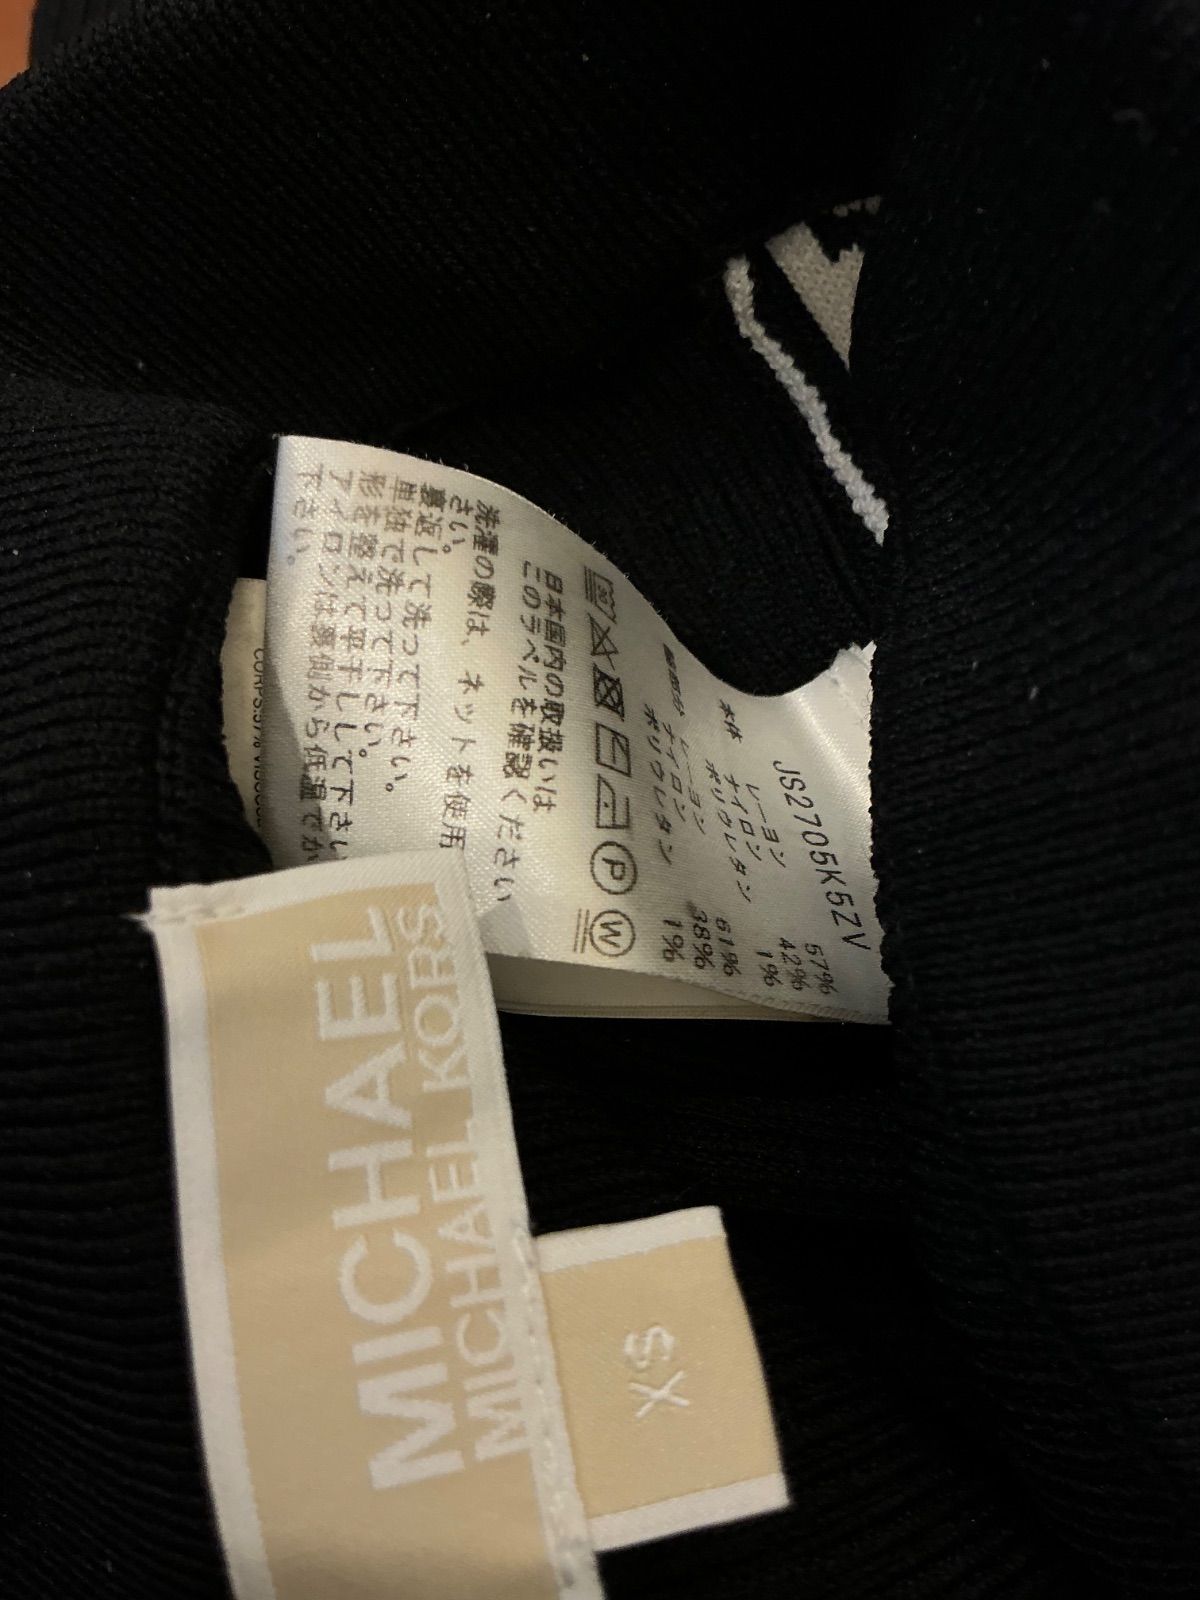 JS2705K5ZV
本体
レーヨン 57%
ナイロン 42%
ポリウレタン 1%
レーヨン 61%
ナイロン 38%
ポリウレタン 1%
30
P
W
日本国内の取扱いは
このラベルを確認ください
洗濯の際は、ネットを使用
さい。
裏返して洗って下さい。
単独で洗って下さい。
形を整えて平干しして下さい
アイロンは裏側から低温でか
下さい。
MICHAEL
MICHAEL KORS
XS